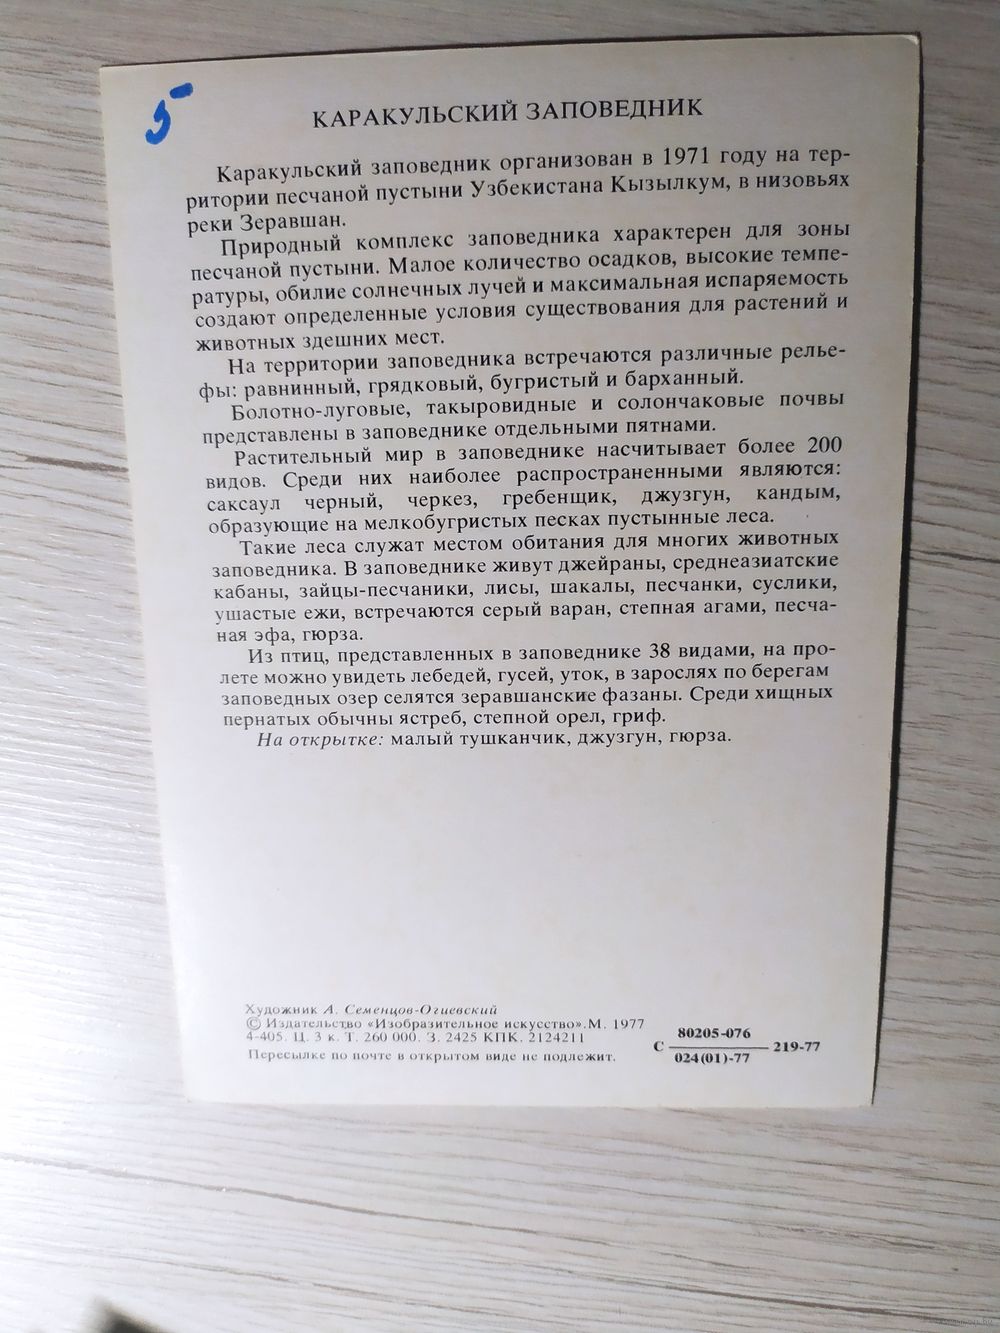 5
КАРАКУЛЬСКИЙ ЗАПОВЕДНИК
Каракульский заповедник организован в 1971 году на тер-
ритории песчаной пустыни Узбекистана Кызылкум, в низовьях
реки Зеравшан.
Природный комплекс заповедника характерен для зоны
песчаной пустыни. Малое количество осадков, высокие темпе-
ратуры, обилие солнечных лучей и максимальная испаряемость
создают определенные условия существования для растений и
животных здешних мест.
На территории заповедника встречаются различные релье-
фы: равнинный, грядковый, бугристый и барханный.
Болотно-луговые, такыровидные и солончаковые почвы
представлены в заповеднике отдельными пятнами.
Растительный мир в заповеднике насчитывает более 200
видов. Среди них наиболее распространенными являются:
саксаул черный, черкез, гребенщик, джузгун, кандым,
образующие на мелкобугристых песках пустынные леса.
Такие леса служат местом обитания для многих животных
заповедника. В заповеднике живут джейраны, среднеазиатские
кабаны, зайцы-песчаники, лисы, шакалы, песчанки, суслики,
ушастые ежи, встречаются серый варан, степная агами, песча-
ная эфа, гюрза.
Из птиц, представленных в заповеднике 38 видами, на про-
лете можно увидеть лебедей, гусей, уток, в зарослях по берегам
заповедных озер селятся зеравшанские фазаны. Среди хищных
пернатых обычны ястреб, степной орел, гриф.
На открытке: малый тушканчик, джузгун, гюрза.
Художник А. Семенцов-Огиевский
© Издательство «Изобразительное искусство». М. 1977
4-405. Ц. 3 к. Т. 260 000. З. 2425 КПК. 2124211
Пересылке по почте в открытом виде не подлежит.
80205-076
С 219-77
024(01)-77